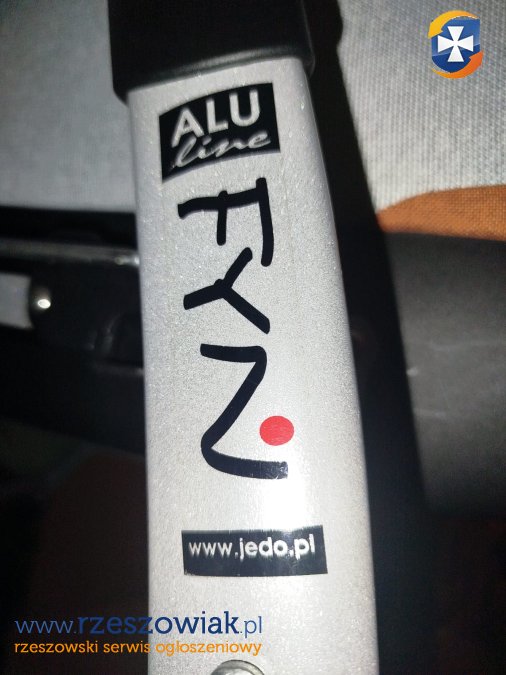 ALU
line
FYN
www.jedo.pl
www.rzeszowiak.pl
rzeszowski serwis ogłoszeniowy